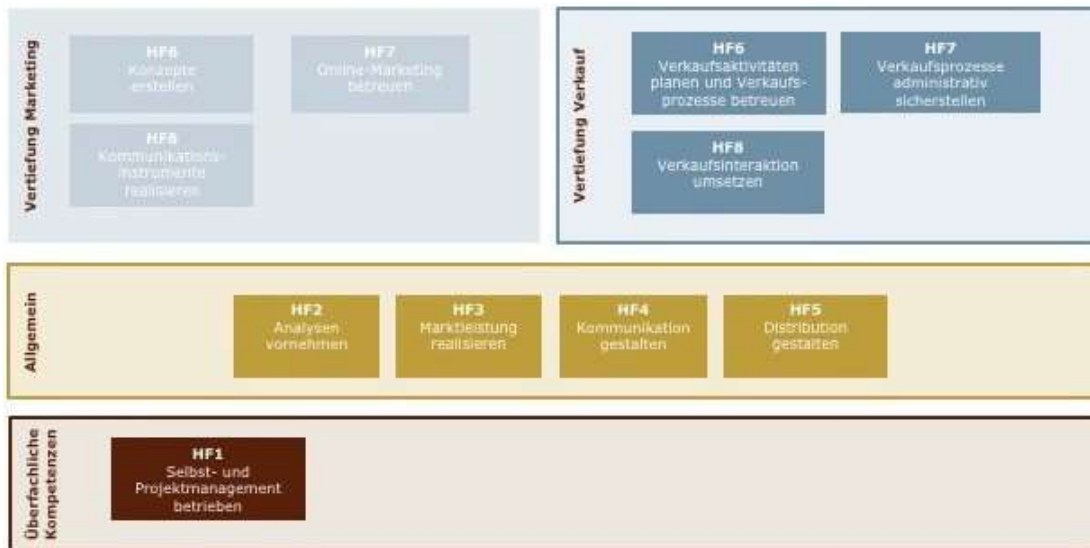 Vertiefung Marketing
HF6
Konzepte
erstellen
HF7
Online-Marketing
betreuen
HF8
Kommunikations-
instrumente
realisieren
Vertiefung Verkauf
HF6
Verkaufsaktivitäten
planen und Verkaufs-
prozesse betreuen
HF7
Verkaufsprozesse
administrativ
sicherstellen
HF8
Verkaufsinteraktion
umsetzen
Allgemein
HF2
Analysen
vornehmen
HF3
Marktleistung
realisieren
HF4
Kommunikation
gestalten
HF5
Distribution
gestalten
Überfachliche
Kompetenzen
HF1
Selbst- und
Projektmanagement
betrieben